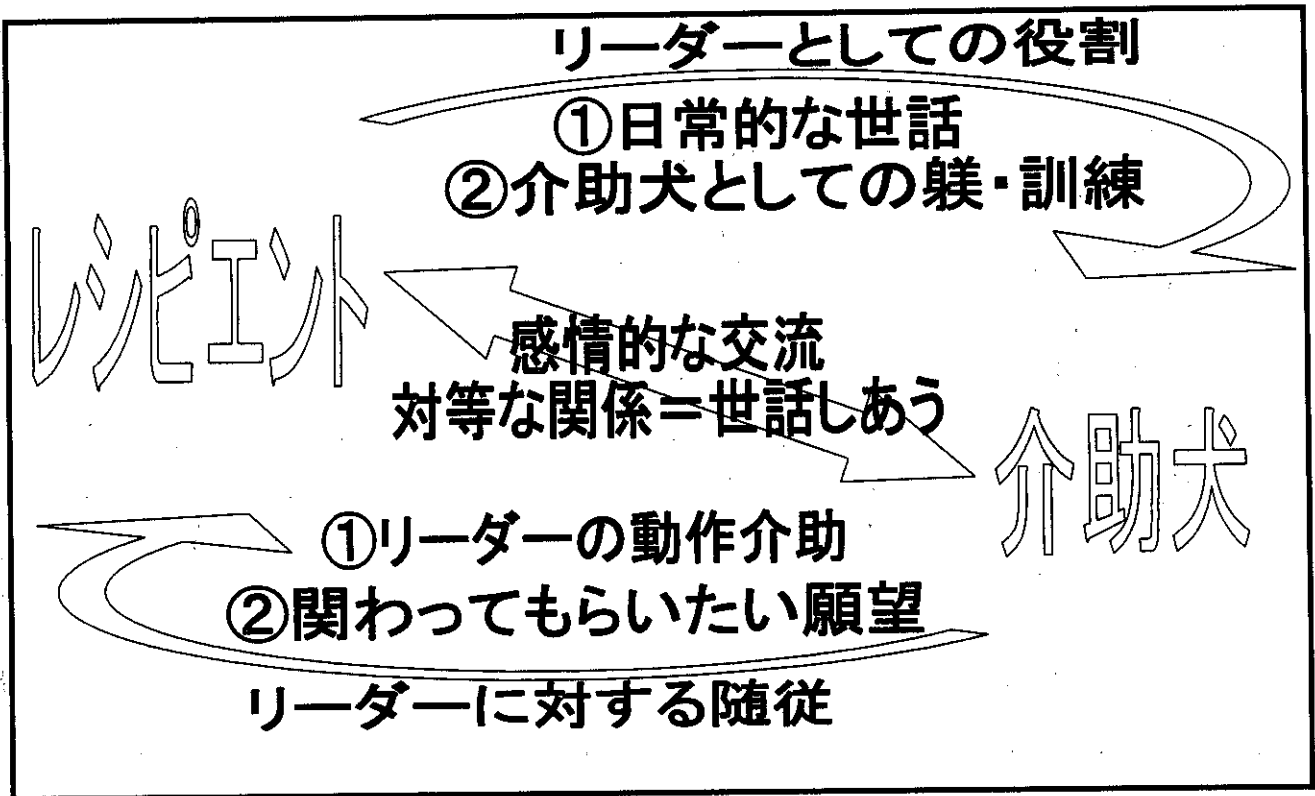 リーダーとしての役割
①日常的な世話
②介助犬としての躾・訓練
レシピエント
感情的な交流
対等な関係＝世話しあう
介助犬
①リーダーの動作介助
②関わってもらいたい願望
リーダーに対する随従